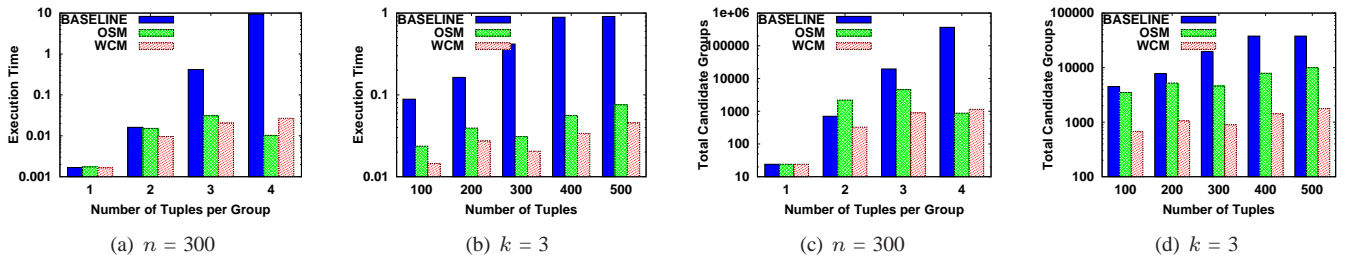 Execution Time
10
1
0.1
0.01
0.001
BASELINE
OSM
WCM
1 2 3 4
Number of Tuples per Group
(a) n = 300
Execution Time
1
0.1
0.01
BASELINE
OSM
WCM
100 200 300 400 500
Number of Tuples
(b) k = 3
Total Candidate Groups
1e+06
100000
10000
1000
100
10
BASELINE
OSM
WCM
1 2 3 4
Number of Tuples per Group
(c) n = 300
Total Candidate Groups
100000
10000
1000
100
BASELINE
OSM
WCM
100 200 300 400 500
Number of Tuples
(d) k = 3